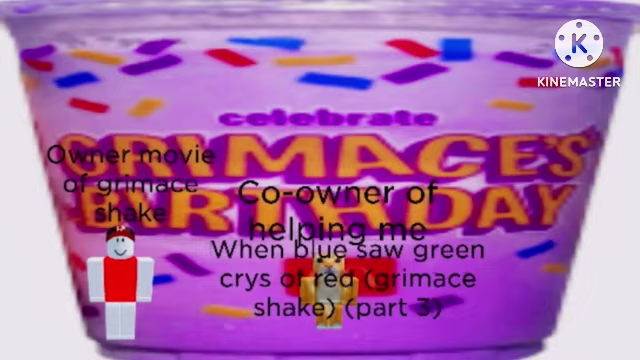 KINEMASTER
celebrate
GRIMACE'S
BIRTHDAY
Owner movie
of grimace
shake
Co-owner of
helping me
When blue saw green
crys of red (grimace
shake) (part 3)